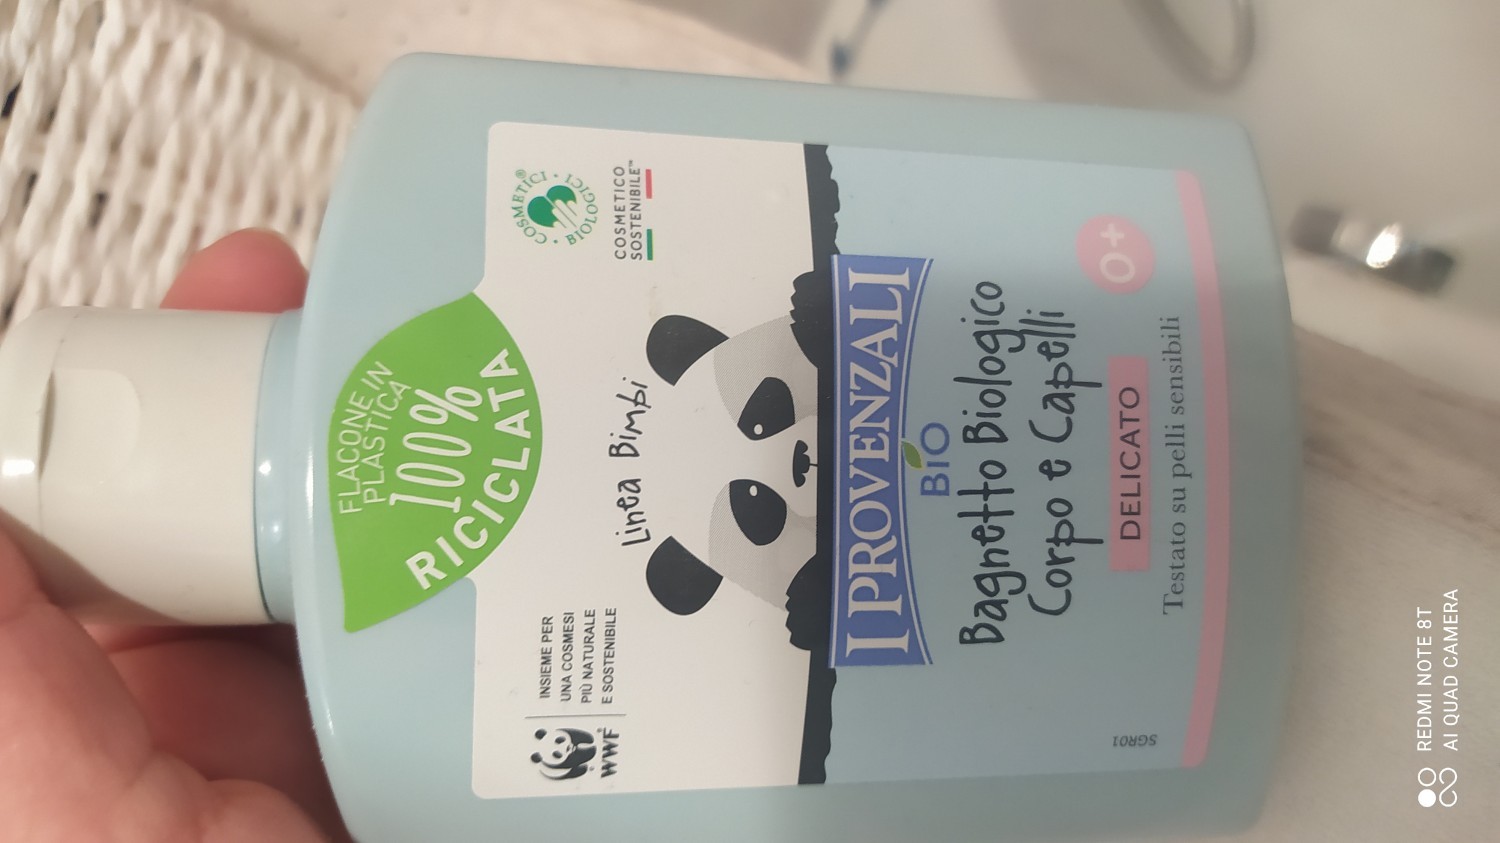 FLACONE IN
PLASTICA
100%
RICICLATA
WWF®
INSIEME PER
UNA COSMESI
PIÙ NATURALE
E SOSTENIBILE
COSMETICI®
· BIOLOGICI ·
COSMETICO
SOSTENIBILE™
Linea Bimbi
I PROVENZALI
BIO
Bagnetto Biologico
Corpo e Capelli
0+
DELICATO
Testato su pelli sensibili
SGR01
REDMI NOTE 8T
AI QUAD CAMERA